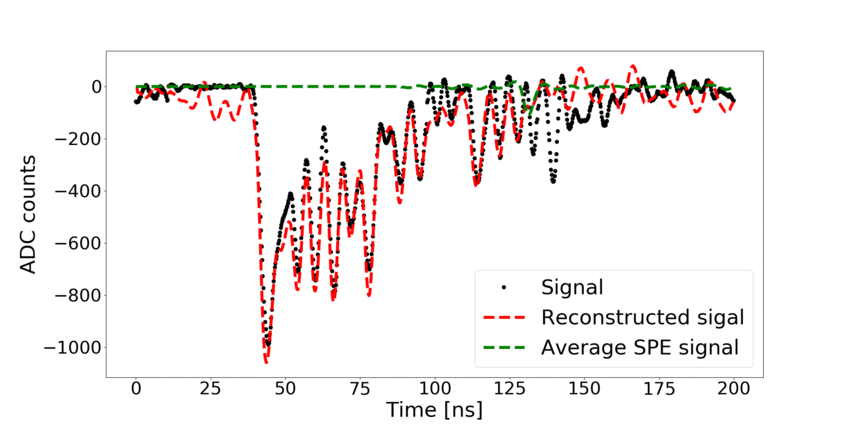 0
−200
−400
−600
−800
−1000
ADC counts
0 25 50 75 100 125 150 175 200
Time [ns]
Signal
Reconstructed sigal
Average SPE signal